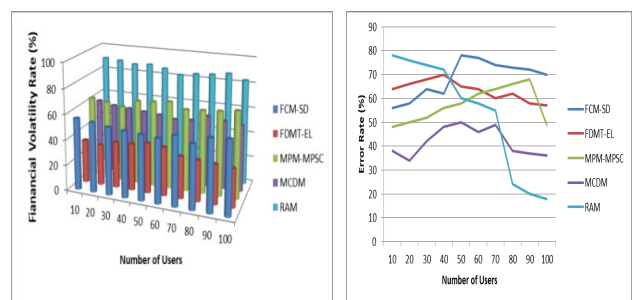 Fianancial Volatility Rate (%)
100
80
60
40
20
0
10 20 30 40 50 60 70 80 90 100
Number of Users
FCM-SD
FDMT-EL
MPM-MPSC
MCDM
RAM
Error Rate (%)
90
80
70
60
50
40
30
20
10
0
10 20 30 40 50 60 70 80 90 100
Number of Users
FCM-SD
FDMT-EL
MPM-MPSC
MCDM
RAM